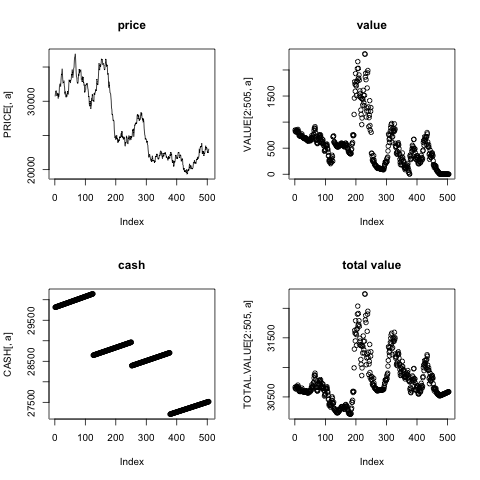 price
PRICE[, a]
20000 30000
0 100 200 300 400 500
Index
value
VALUE[2:505, a]
0 500 1500
0 100 200 300 400 500
Index
cash
CASH[, a]
27500 28500 29500
0 100 200 300 400 500
Index
total value
TOTAL.VALUE[2:505, a]
30500 31500
0 100 200 300 400 500
Index